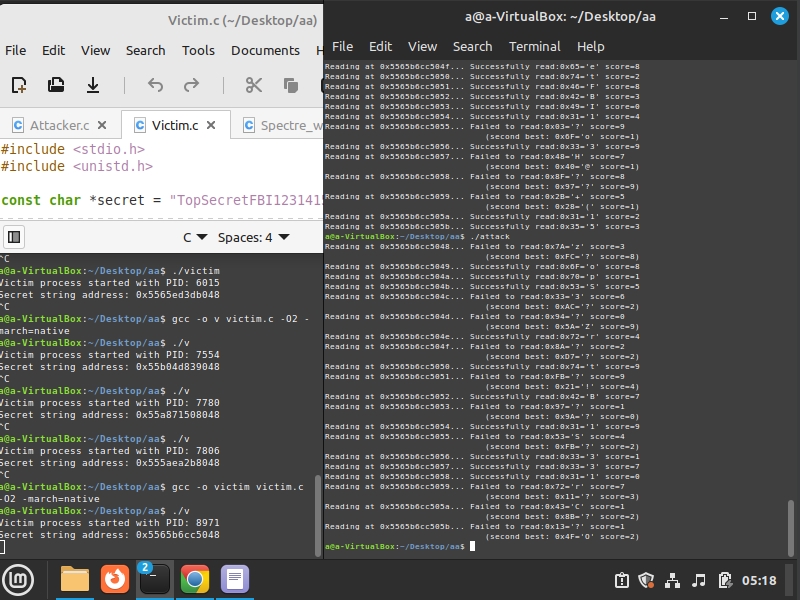 Victim.c (~/Desktop/aa)
File Edit View Search Tools Documents H
Attacker.c
Victim.c
Spectre_w
#include <stdio.h>
#include <unistd.h>
const char *secret = "TopSecretFBI123141
C Spaces: 4
^C
a@a-VirtualBox:~/Desktop/aa$ ./victim
Victim process started with PID: 6015
Secret string address: 0x5565ed3db048
^C
a@a-VirtualBox:~/Desktop/aa$ gcc -o v victim.c -O2 -
march=native
a@a-VirtualBox:~/Desktop/aa$ ./v
Victim process started with PID: 7554
Secret string address: 0x55b04d839048
^C
a@a-VirtualBox:~/Desktop/aa$ ./v
Victim process started with PID: 7780
Secret string address: 0x55a871508048
^C
a@a-VirtualBox:~/Desktop/aa$ ./v
Victim process started with PID: 7806
Secret string address: 0x555aea2b8048
^C
a@a-VirtualBox:~/Desktop/aa$ gcc -o victim victim.c
-O2 -march=native
a@a-VirtualBox:~/Desktop/aa$ ./v
Victim process started with PID: 8971
Secret string address: 0x5565b6cc5048
a@a-VirtualBox: ~/Desktop/aa
File Edit View Search Terminal Help
Reading at 0x5565b6cc504f... Successfully read:0x65='e' score=8
Reading at 0x5565b6cc5050... Successfully read:0x74='t' score=2
Reading at 0x5565b6cc5051... Successfully read:0x46='F' score=8
Reading at 0x5565b6cc5052... Successfully read:0x42='B' score=3
Reading at 0x5565b6cc5053... Successfully read:0x49='I' score=0
Reading at 0x5565b6cc5054... Successfully read:0x31='1' score=4
Reading at 0x5565b6cc5055... Failed to read:0x03='?' score=9
(second best: 0x6F='o' score=1)
Reading at 0x5565b6cc5056... Successfully read:0x33='3' score=9
Reading at 0x5565b6cc5057... Failed to read:0x48='H' score=7
(second best: 0x40='@' score=1)
Reading at 0x5565b6cc5058... Failed to read:0x8F='?' score=8
(second best: 0x97='?' score=9)
Reading at 0x5565b6cc5059... Failed to read:0x2B='+' score=5
(second best: 0x28='(' score=1)
Reading at 0x5565b6cc505a... Successfully read:0x31='1' score=2
Reading at 0x5565b6cc505b... Successfully read:0x35='5' score=3
a@a-VirtualBox:~/Desktop/aa$ ./attack
Reading at 0x5565b6cc5048... Failed to read:0x7A='z' score=3
(second best: 0xFC='?' score=8)
Reading at 0x5565b6cc5049... Successfully read:0x6F='o' score=8
Reading at 0x5565b6cc504a... Successfully read:0x70='p' score=1
Reading at 0x5565b6cc504b... Successfully read:0x53='S' score=5
Reading at 0x5565b6cc504c... Failed to read:0x33='3' score=6
(second best: 0xAC='?' score=2)
Reading at 0x5565b6cc504d... Failed to read:0x94='?' score=0
(second best: 0x5A='Z' score=9)
Reading at 0x5565b6cc504e... Successfully read:0x72='r' score=4
Reading at 0x5565b6cc504f... Failed to read:0x8A='?' score=2
(second best: 0xD7='?' score=2)
Reading at 0x5565b6cc5050... Successfully read:0x74='t' score=9
Reading at 0x5565b6cc5051... Failed to read:0xFB='?' score=9
(second best: 0x21='!' score=4)
Reading at 0x5565b6cc5052... Successfully read:0x42='B' score=7
Reading at 0x5565b6cc5053... Failed to read:0x97='?' score=1
(second best: 0x9A='?' score=0)
Reading at 0x5565b6cc5054... Successfully read:0x31='1' score=9
Reading at 0x5565b6cc5055... Failed to read:0x53='S' score=4
(second best: 0xFB='?' score=2)
Reading at 0x5565b6cc5056... Successfully read:0x33='3' score=1
Reading at 0x5565b6cc5057... Successfully read:0x33='3' score=7
Reading at 0x5565b6cc5058... Successfully read:0x31='1' score=0
Reading at 0x5565b6cc5059... Failed to read:0x72='r' score=7
(second best: 0x11='?' score=3)
Reading at 0x5565b6cc505a... Failed to read:0x43='C' score=1
(second best: 0x8B='?' score=2)
Reading at 0x5565b6cc505b... Failed to read:0x13='?' score=1
(second best: 0x4F='O' score=2)
a@a-VirtualBox:~/Desktop/aa$
2
05:18